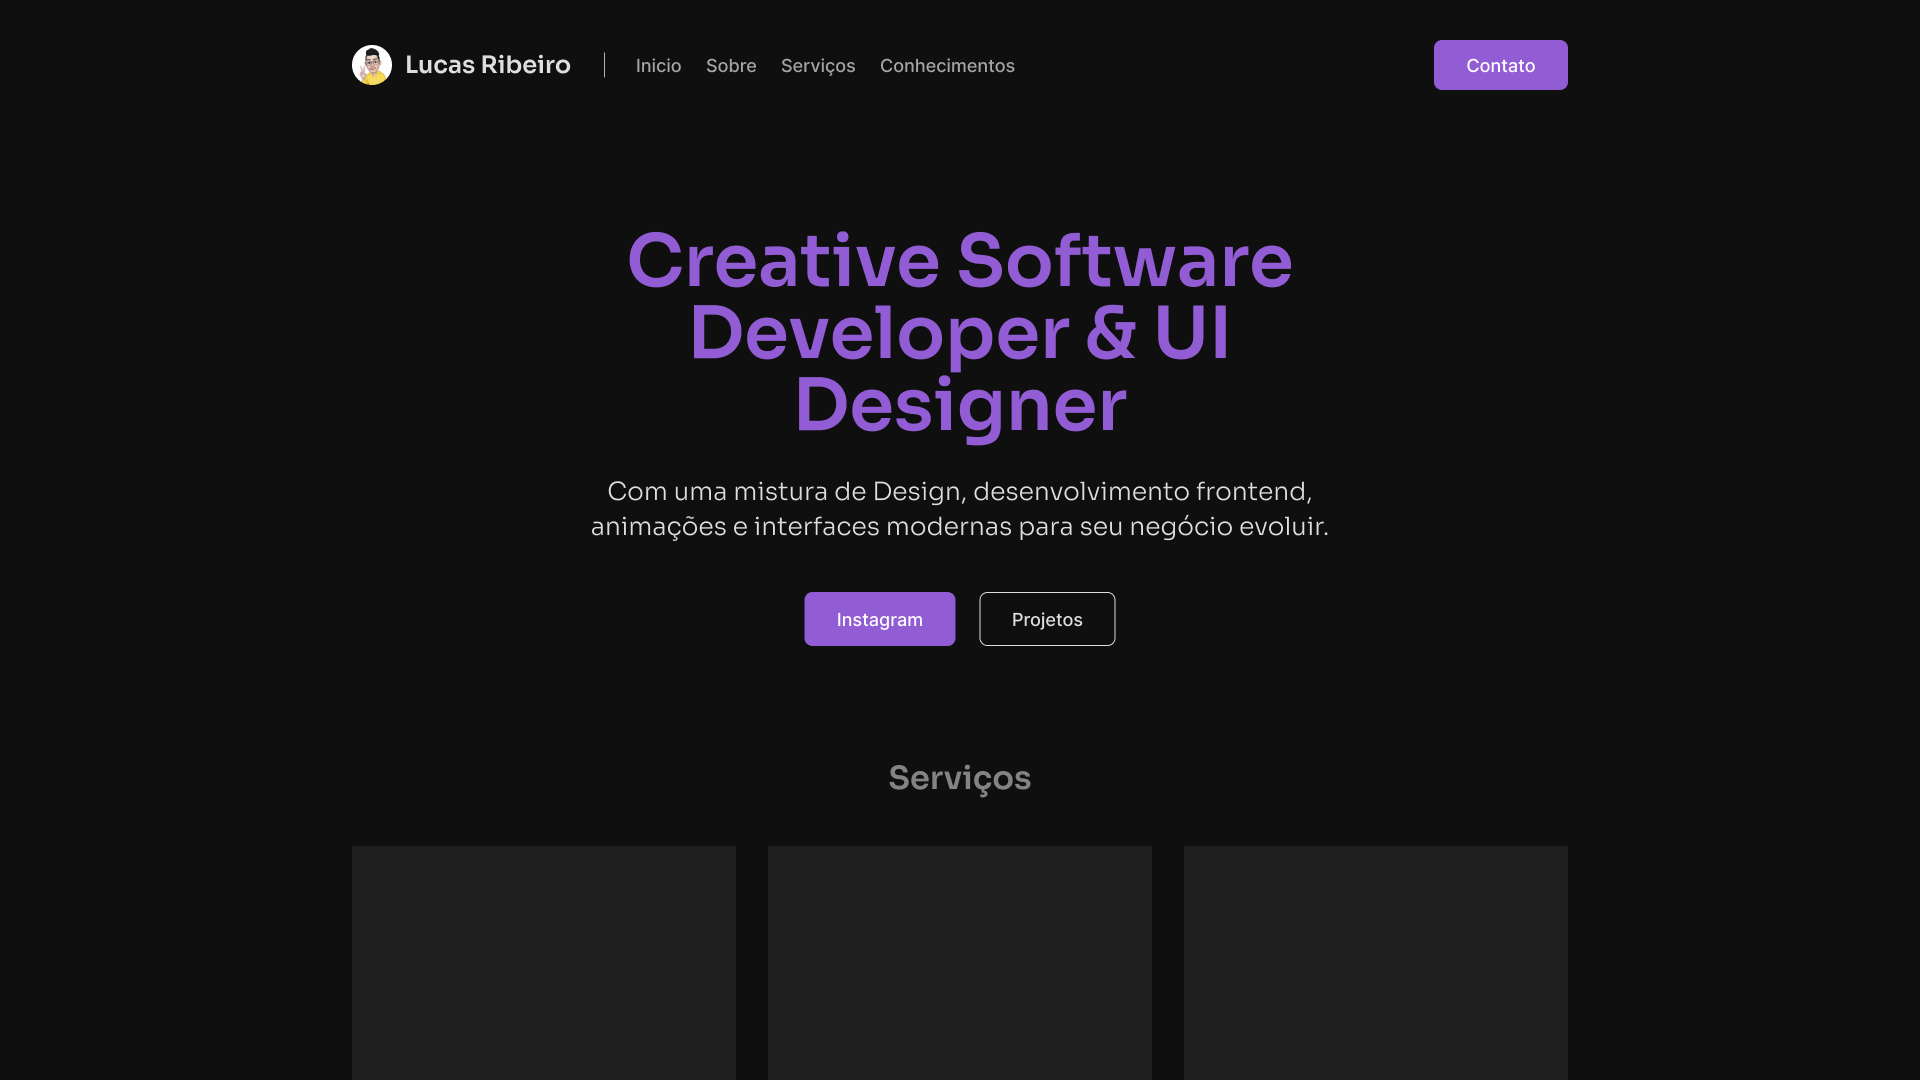 Lucas Ribeiro
Inicio Sobre Serviços Conhecimentos
Contato
Creative Software
Developer & UI
Designer
Com uma mistura de Design, desenvolvimento frontend,
animações e interfaces modernas para seu negócio evoluir.
Instagram
Projetos
Serviços